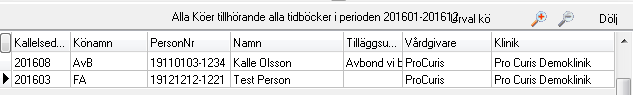 Alla Köer tillhörande alla tidböcker i perioden 201601-201612 Urval kö Dölj
Kallelsed... Könamn PersonNr Namn Tilläggsu... Vårdgivare Klinik
201608 AvB 19110103-1234 Kalle Olsson Avbond vi b ProCuris Pro Curis Demoklinik
201603 FA 19121212-1221 Test Person ProCuris Pro Curis Demoklinik